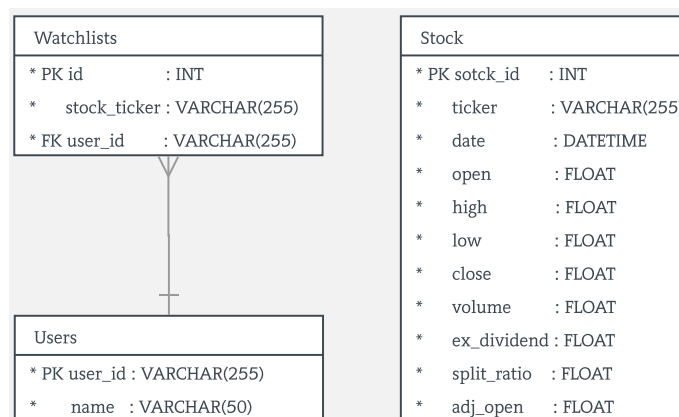 Watchlists
* PK id : INT
* stock_ticker : VARCHAR(255)
* FK user_id : VARCHAR(255)
Users
* PK user_id : VARCHAR(255)
* name : VARCHAR(50)
Stock
* PK sotck_id : INT
* ticker : VARCHAR(255
* date : DATETIME
* open : FLOAT
* high : FLOAT
* low : FLOAT
* close : FLOAT
* volume : FLOAT
* ex_dividend : FLOAT
* split_ratio : FLOAT
* adj_open : FLOAT